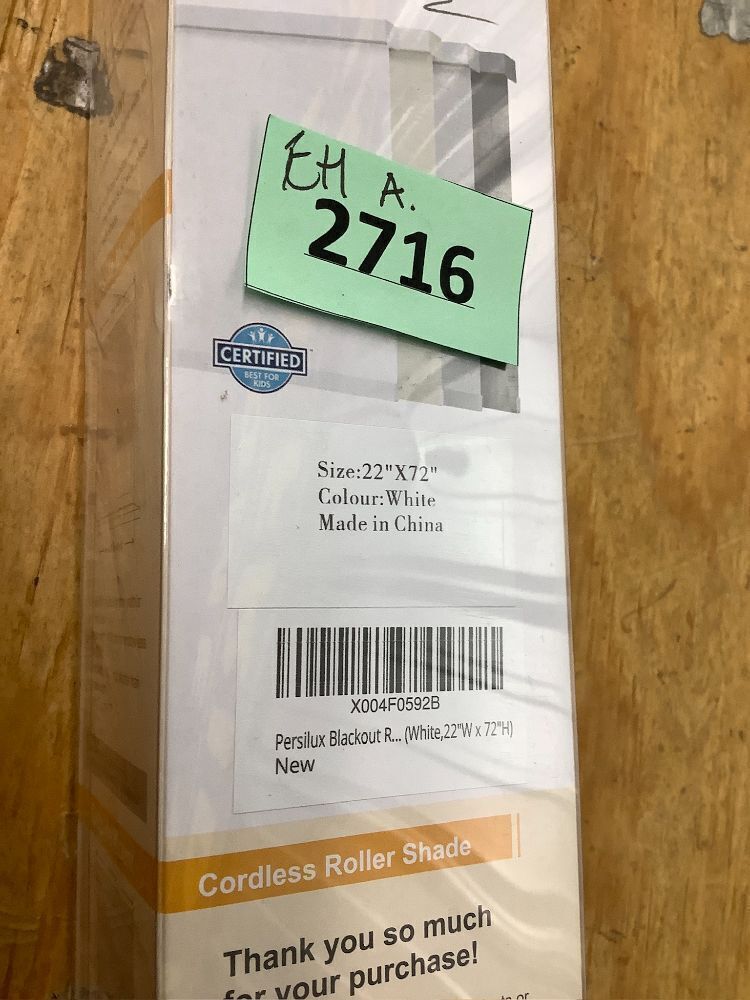 EH A.
2716
CERTIFIED
BEST FOR
KIDS
Size:22"X72"
Colour:White
Made in China
X004F0592B
Persilux Blackout R... (White,22"W x 72"H)
New
Cordless Roller Shade
Thank you so much
for your purchase!